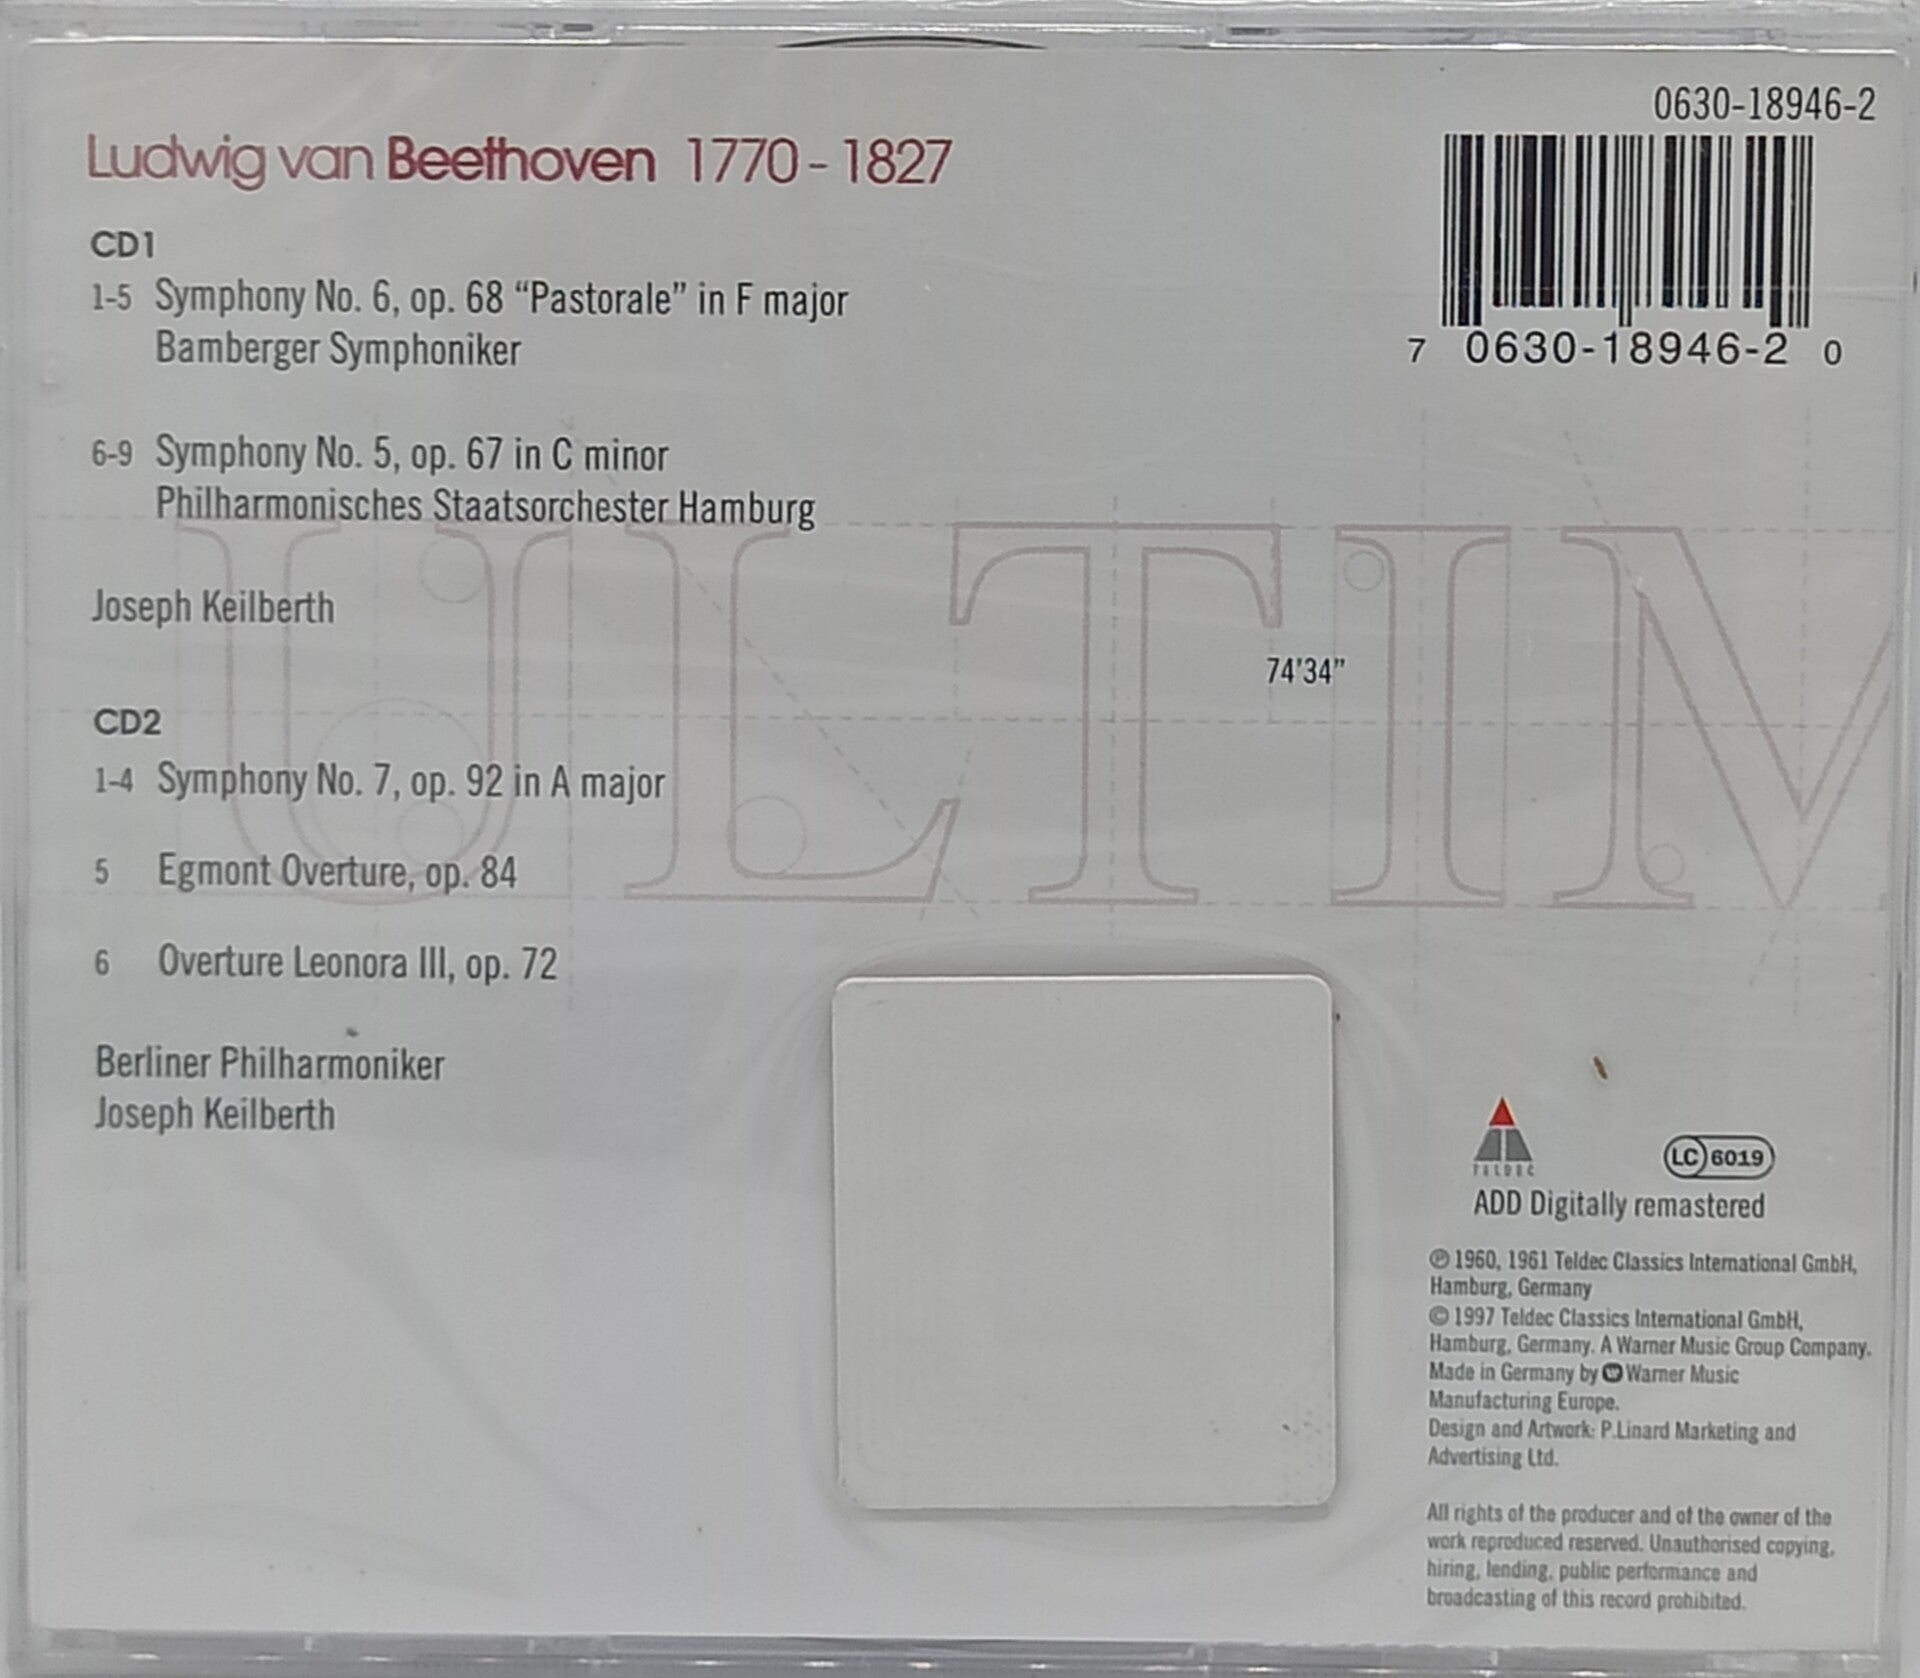 0630-18946-2
Ludwig van Beethoven 1770 - 1827
7 0630-18946-2 0
CD1
1-5 Symphony No. 6, op. 68 “Pastorale” in F major
Bamberger Symphoniker
6-9 Symphony No. 5, op. 67 in C minor
Philharmonisches Staatsorchester Hamburg
Joseph Keilberth
74’34”
CD2
1-4 Symphony No. 7, op. 92 in A major
5 Egmont Overture, op. 84
6 Overture Leonora III, op. 72
Berliner Philharmoniker
Joseph Keilberth
ULTIM
TELDEC
LC 6019
ADD Digitally remastered
℗ 1960, 1961 Teldec Classics International GmbH,
Hamburg, Germany
© 1997 Teldec Classics International GmbH,
Hamburg, Germany. A Warner Music Group Company.
Made in Germany by W Warner Music
Manufacturing Europe.
Design and Artwork: P.Linard Marketing and
Advertising Ltd.
All rights of the producer and of the owner of the
work reproduced reserved. Unauthorised copying,
hiring, lending, public performance and
broadcasting of this record prohibited.